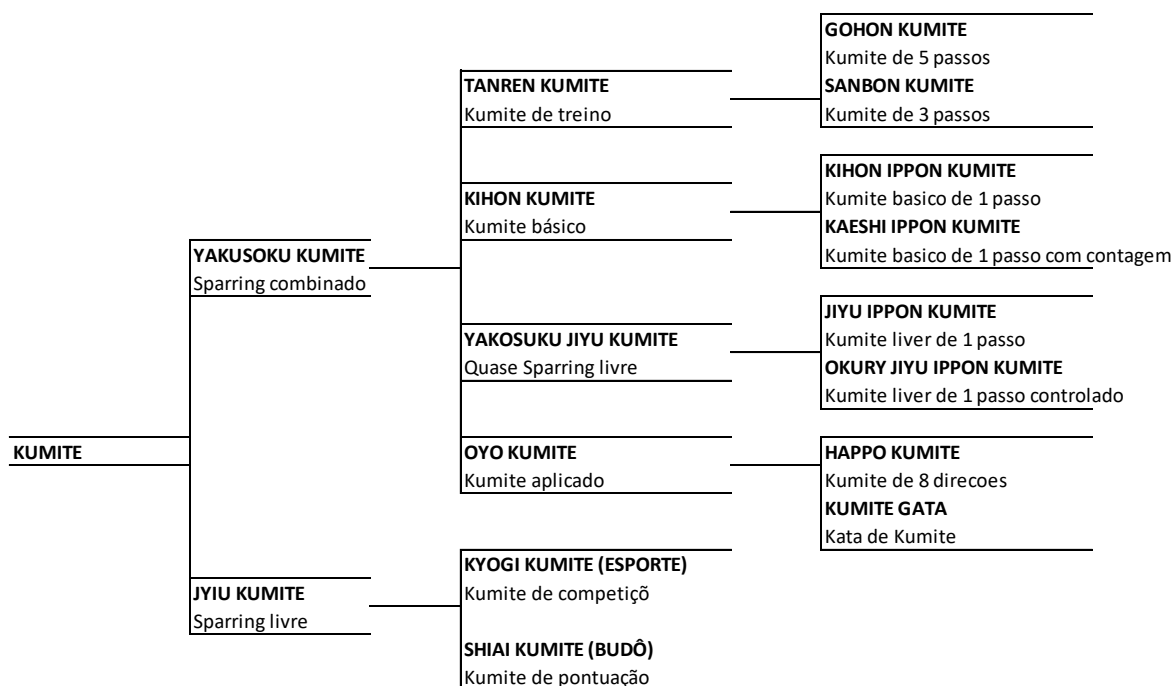 GOHON KUMITE
Kumite de 5 passos
SANBON KUMITE
Kumite de 3 passos
TANREN KUMITE
Kumite de treino
KIHON IPPON KUMITE
Kumite basico de 1 passo
KAESHI IPPON KUMITE
Kumite basico de 1 passo com contagem
KIHON KUMITE
Kumite básico
YAKUSOKU KUMITE
Sparring combinado
JIYU IPPON KUMITE
Kumite liver de 1 passo
OKURY JIYU IPPON KUMITE
Kumite liver de 1 passo controlado
YAKOSUKU JIYU KUMITE
Quase Sparring livre
KUMITE
OYO KUMITE
Kumite aplicado
HAPPO KUMITE
Kumite de 8 direcoes
KUMITE GATA
Kata de Kumite
JYIU KUMITE
Sparring livre
KYOGI KUMITE (ESPORTE)
Kumite de competiçõ
SHIAI KUMITE (BUDÔ)
Kumite de pontuação